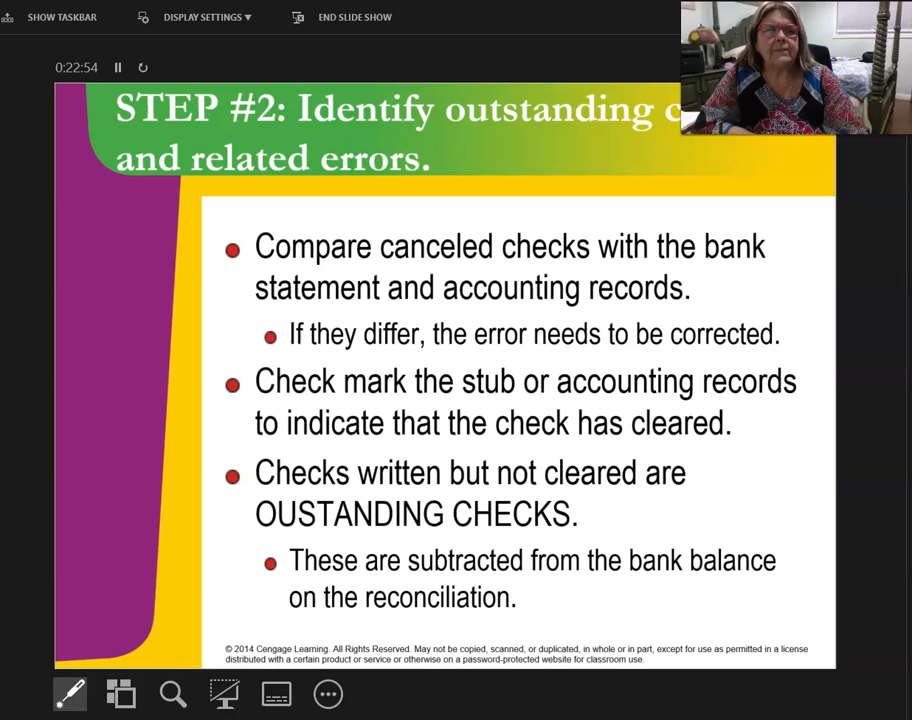 SHOW TASKBAR
DISPLAY SETTINGS ▼
END SLIDE SHOW
0:22:54
STEP #2: Identify outstanding c
and related errors.
Compare canceled checks with the bank
statement and accounting records.
If they differ, the error needs to be corrected.
Check mark the stub or accounting records
to indicate that the check has cleared.
Checks written but not cleared are
OUSTANDING CHECKS.
These are subtracted from the bank balance
on the reconciliation.
© 2014 Cengage Learning. All Rights Reserved. May not be copied, scanned, or duplicated, in whole or in part, except for use as permitted in a license
distributed with a certain product or service or otherwise on a password-protected website for classroom use.